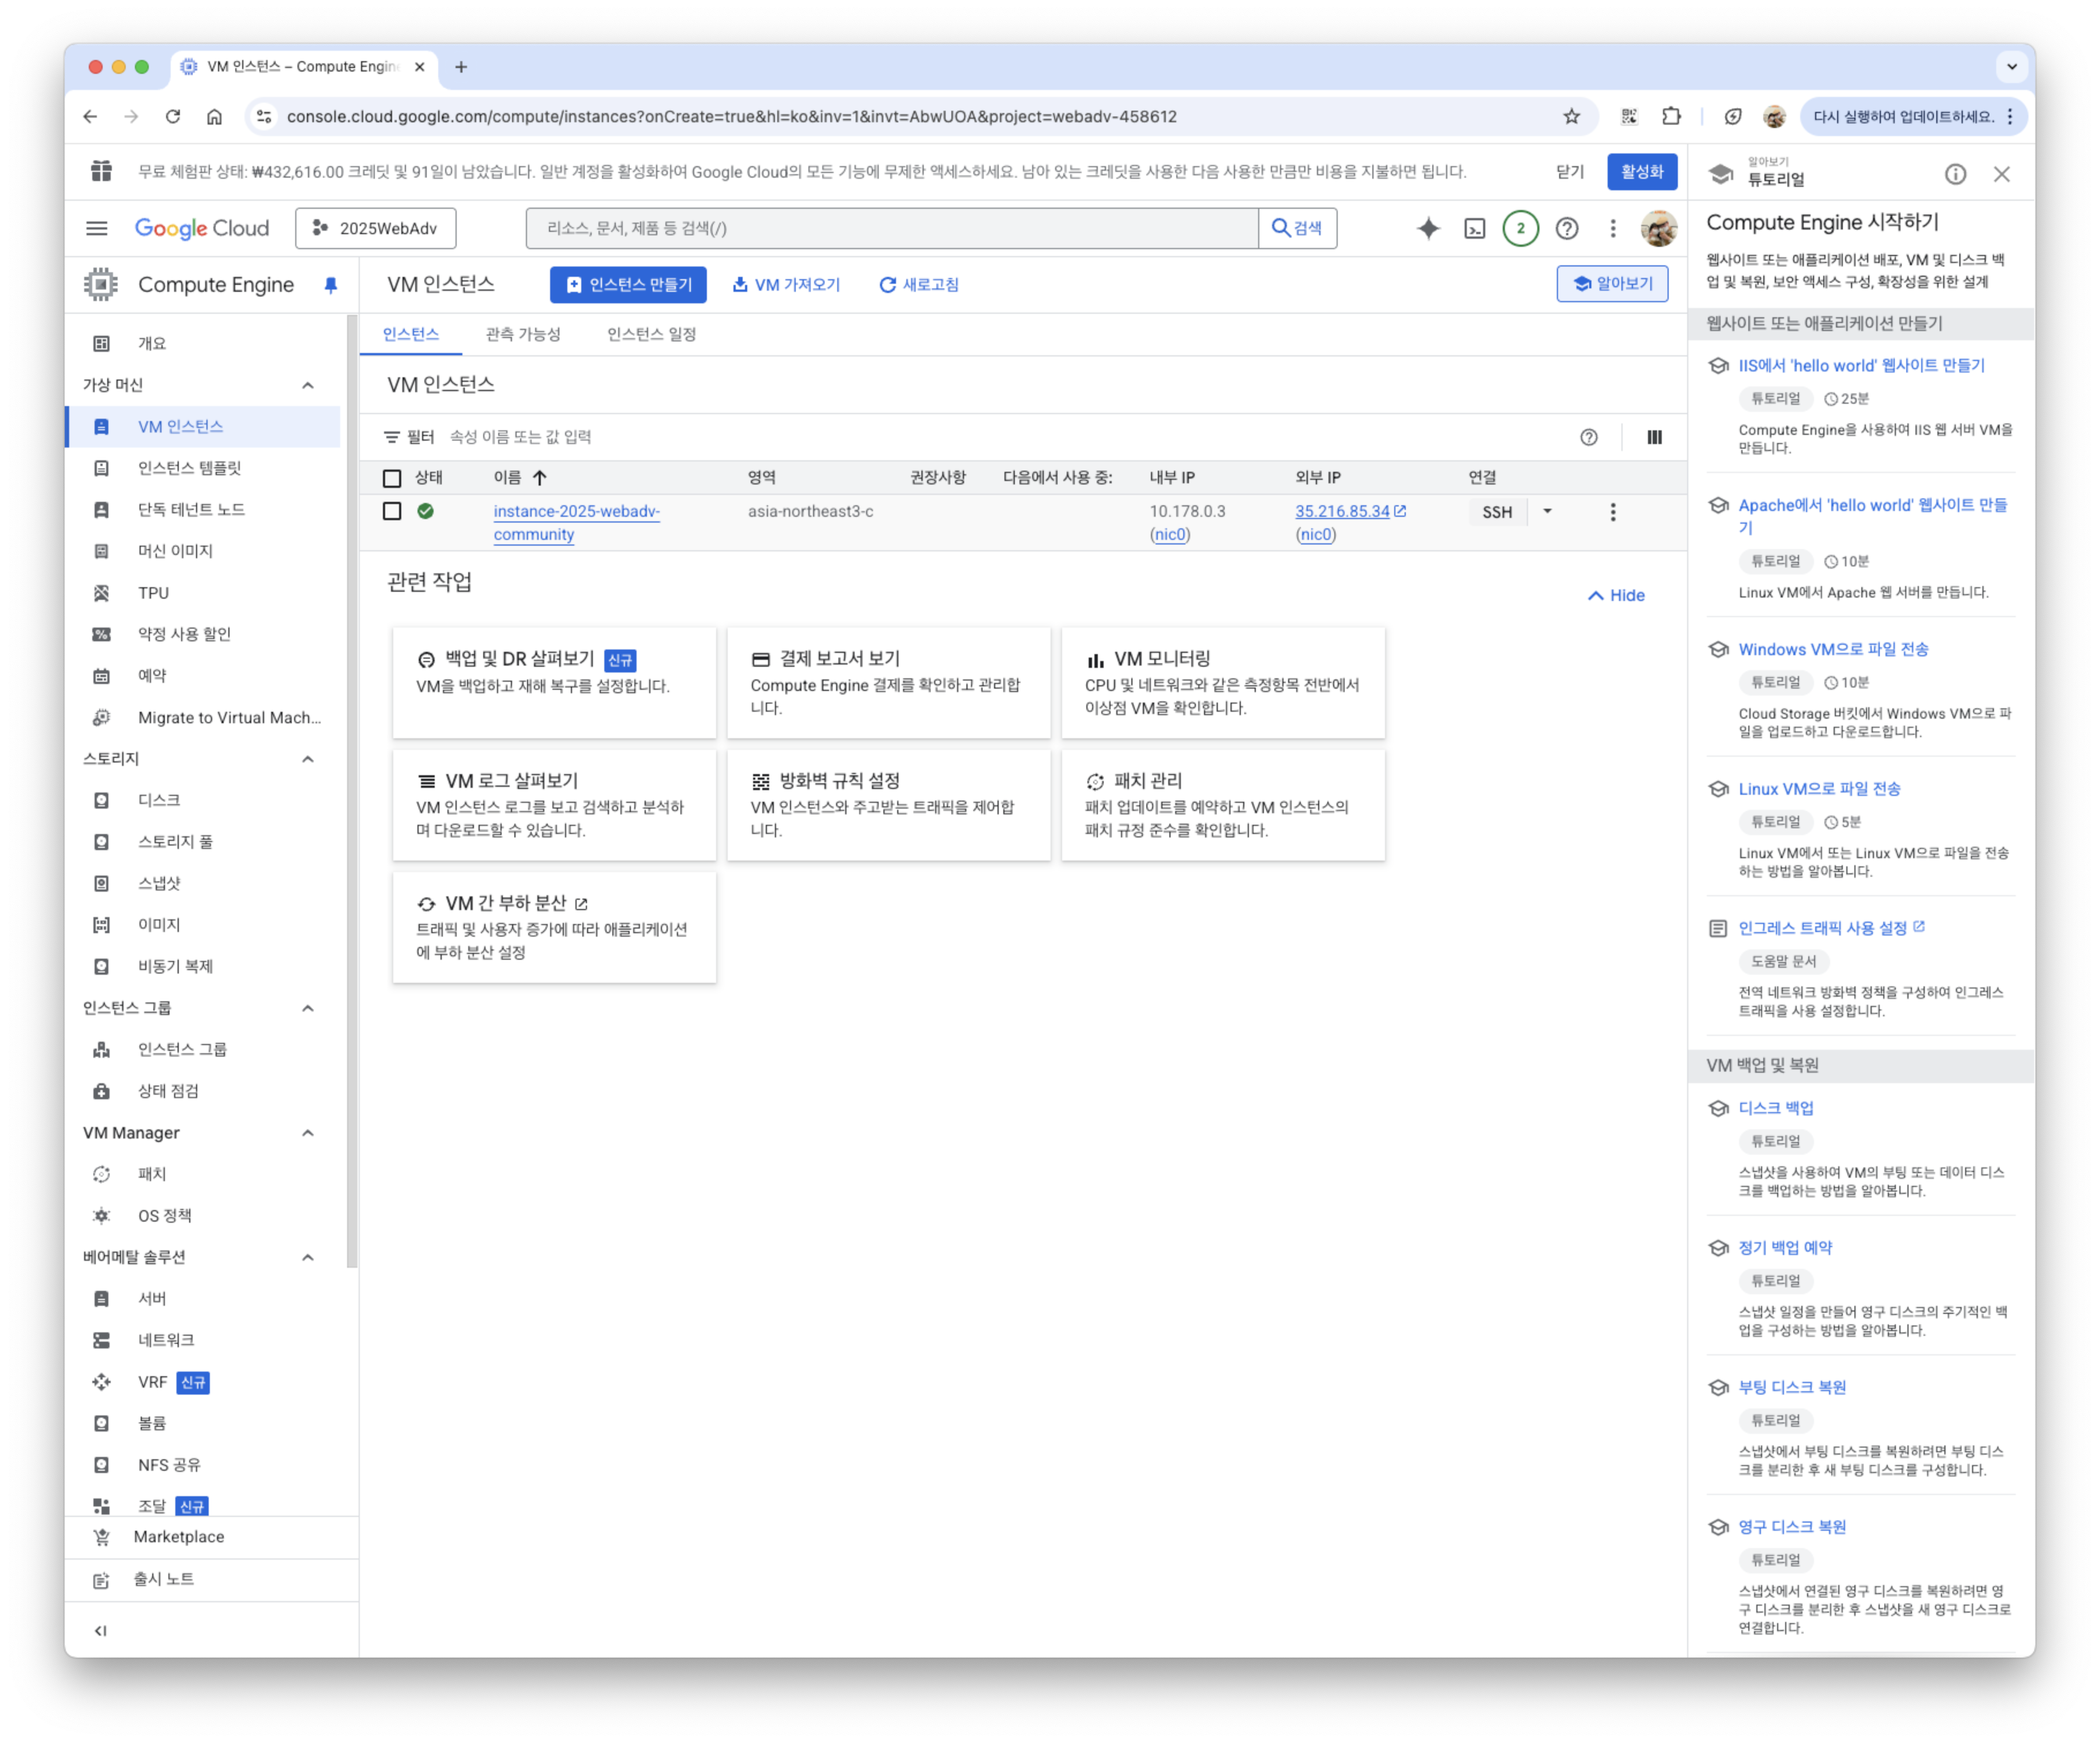 VM 인스턴스 – Compute Engin
console.cloud.google.com/compute/instances?onCreate=true&hl=ko&inv=1&invt=AbwUOA&project=webadv-458612
다시 실행하여 업데이트하세요.
무료 체험판 상태: ₩432,616.00 크레딧 및 91일이 남았습니다. 일반 계정을 활성화하여 Google Cloud의 모든 기능에 무제한 액세스하세요. 남아 있는 크레딧을 사용한 다음 사용한 만큼만 비용을 지불하면 됩니다.
닫기
활성화
Google Cloud
2025WebAdv
리소스, 문서, 제품 등 검색(/)
검색
2
Compute Engine
개요
가상 머신
VM 인스턴스
인스턴스 템플릿
단독 테넌트 노드
머신 이미지
TPU
약정 사용 할인
예약
Migrate to Virtual Mach...
스토리지
디스크
스토리지 풀
스냅샷
이미지
비동기 복제
인스턴스 그룹
인스턴스 그룹
상태 점검
VM Manager
패치
OS 정책
베어메탈 솔루션
서버
네트워크
VRF 신규
볼륨
NFS 공유
조달 신규
Marketplace
출시 노트
VM 인스턴스
인스턴스 만들기
VM 가져오기
새로고침
알아보기
인스턴스
관측 가능성
인스턴스 일정
VM 인스턴스
필터 속성 이름 또는 값 입력
상태 이름 영역 권장사항 다음에서 사용 중: 내부 IP 외부 IP 연결
instance-2025-webadv- asia-northeast3-c 10.178.0.3 35.216.85.34 SSH
community (nic0) (nic0)
관련 작업
Hide
백업 및 DR 살펴보기 신규
VM을 백업하고 재해 복구를 설정합니다.
결제 보고서 보기
Compute Engine 결제를 확인하고 관리합
니다.
VM 모니터링
CPU 및 네트워크와 같은 측정항목 전반에서
이상점 VM을 확인합니다.
VM 로그 살펴보기
VM 인스턴스 로그를 보고 검색하고 분석하
며 다운로드할 수 있습니다.
방화벽 규칙 설정
VM 인스턴스와 주고받는 트래픽을 제어합
니다.
패치 관리
패치 업데이트를 예약하고 VM 인스턴스의
패치 규정 준수를 확인합니다.
VM 간 부하 분산
트래픽 및 사용자 증가에 따라 애플리케이션
에 부하 분산 설정
알아보기
튜토리얼
Compute Engine 시작하기
웹사이트 또는 애플리케이션 배포, VM 및 디스크 백
업 및 복원, 보안 액세스 구성, 확장성을 위한 설계
웹사이트 또는 애플리케이션 만들기
IIS에서 'hello world' 웹사이트 만들기
튜토리얼 25분
Compute Engine을 사용하여 IIS 웹 서버 VM을
만듭니다.
Apache에서 'hello world' 웹사이트 만들
기
튜토리얼 10분
Linux VM에서 Apache 웹 서버를 만듭니다.
Windows VM으로 파일 전송
튜토리얼 10분
Cloud Storage 버킷에서 Windows VM으로 파
일을 업로드하고 다운로드합니다.
Linux VM으로 파일 전송
튜토리얼 5분
Linux VM에서 또는 Linux VM으로 파일을 전송
하는 방법을 알아봅니다.
인그레스 트래픽 사용 설정
도움말 문서
전역 네트워크 방화벽 정책을 구성하여 인그레스
트래픽을 사용 설정합니다.
VM 백업 및 복원
디스크 백업
튜토리얼
스냅샷을 사용하여 VM의 부팅 또는 데이터 디스
크를 백업하는 방법을 알아봅니다.
정기 백업 예약
튜토리얼
스냅샷 일정을 만들어 영구 디스크의 주기적인 백
업을 구성하는 방법을 알아봅니다.
부팅 디스크 복원
튜토리얼
스냅샷에서 부팅 디스크를 복원하려면 부팅 디스
크를 분리한 후 새 부팅 디스크를 구성합니다.
영구 디스크 복원
튜토리얼
스냅샷에서 연결된 영구 디스크를 복원하려면 영
구 디스크를 분리한 후 스냅샷을 새 영구 디스크로
연결합니다.